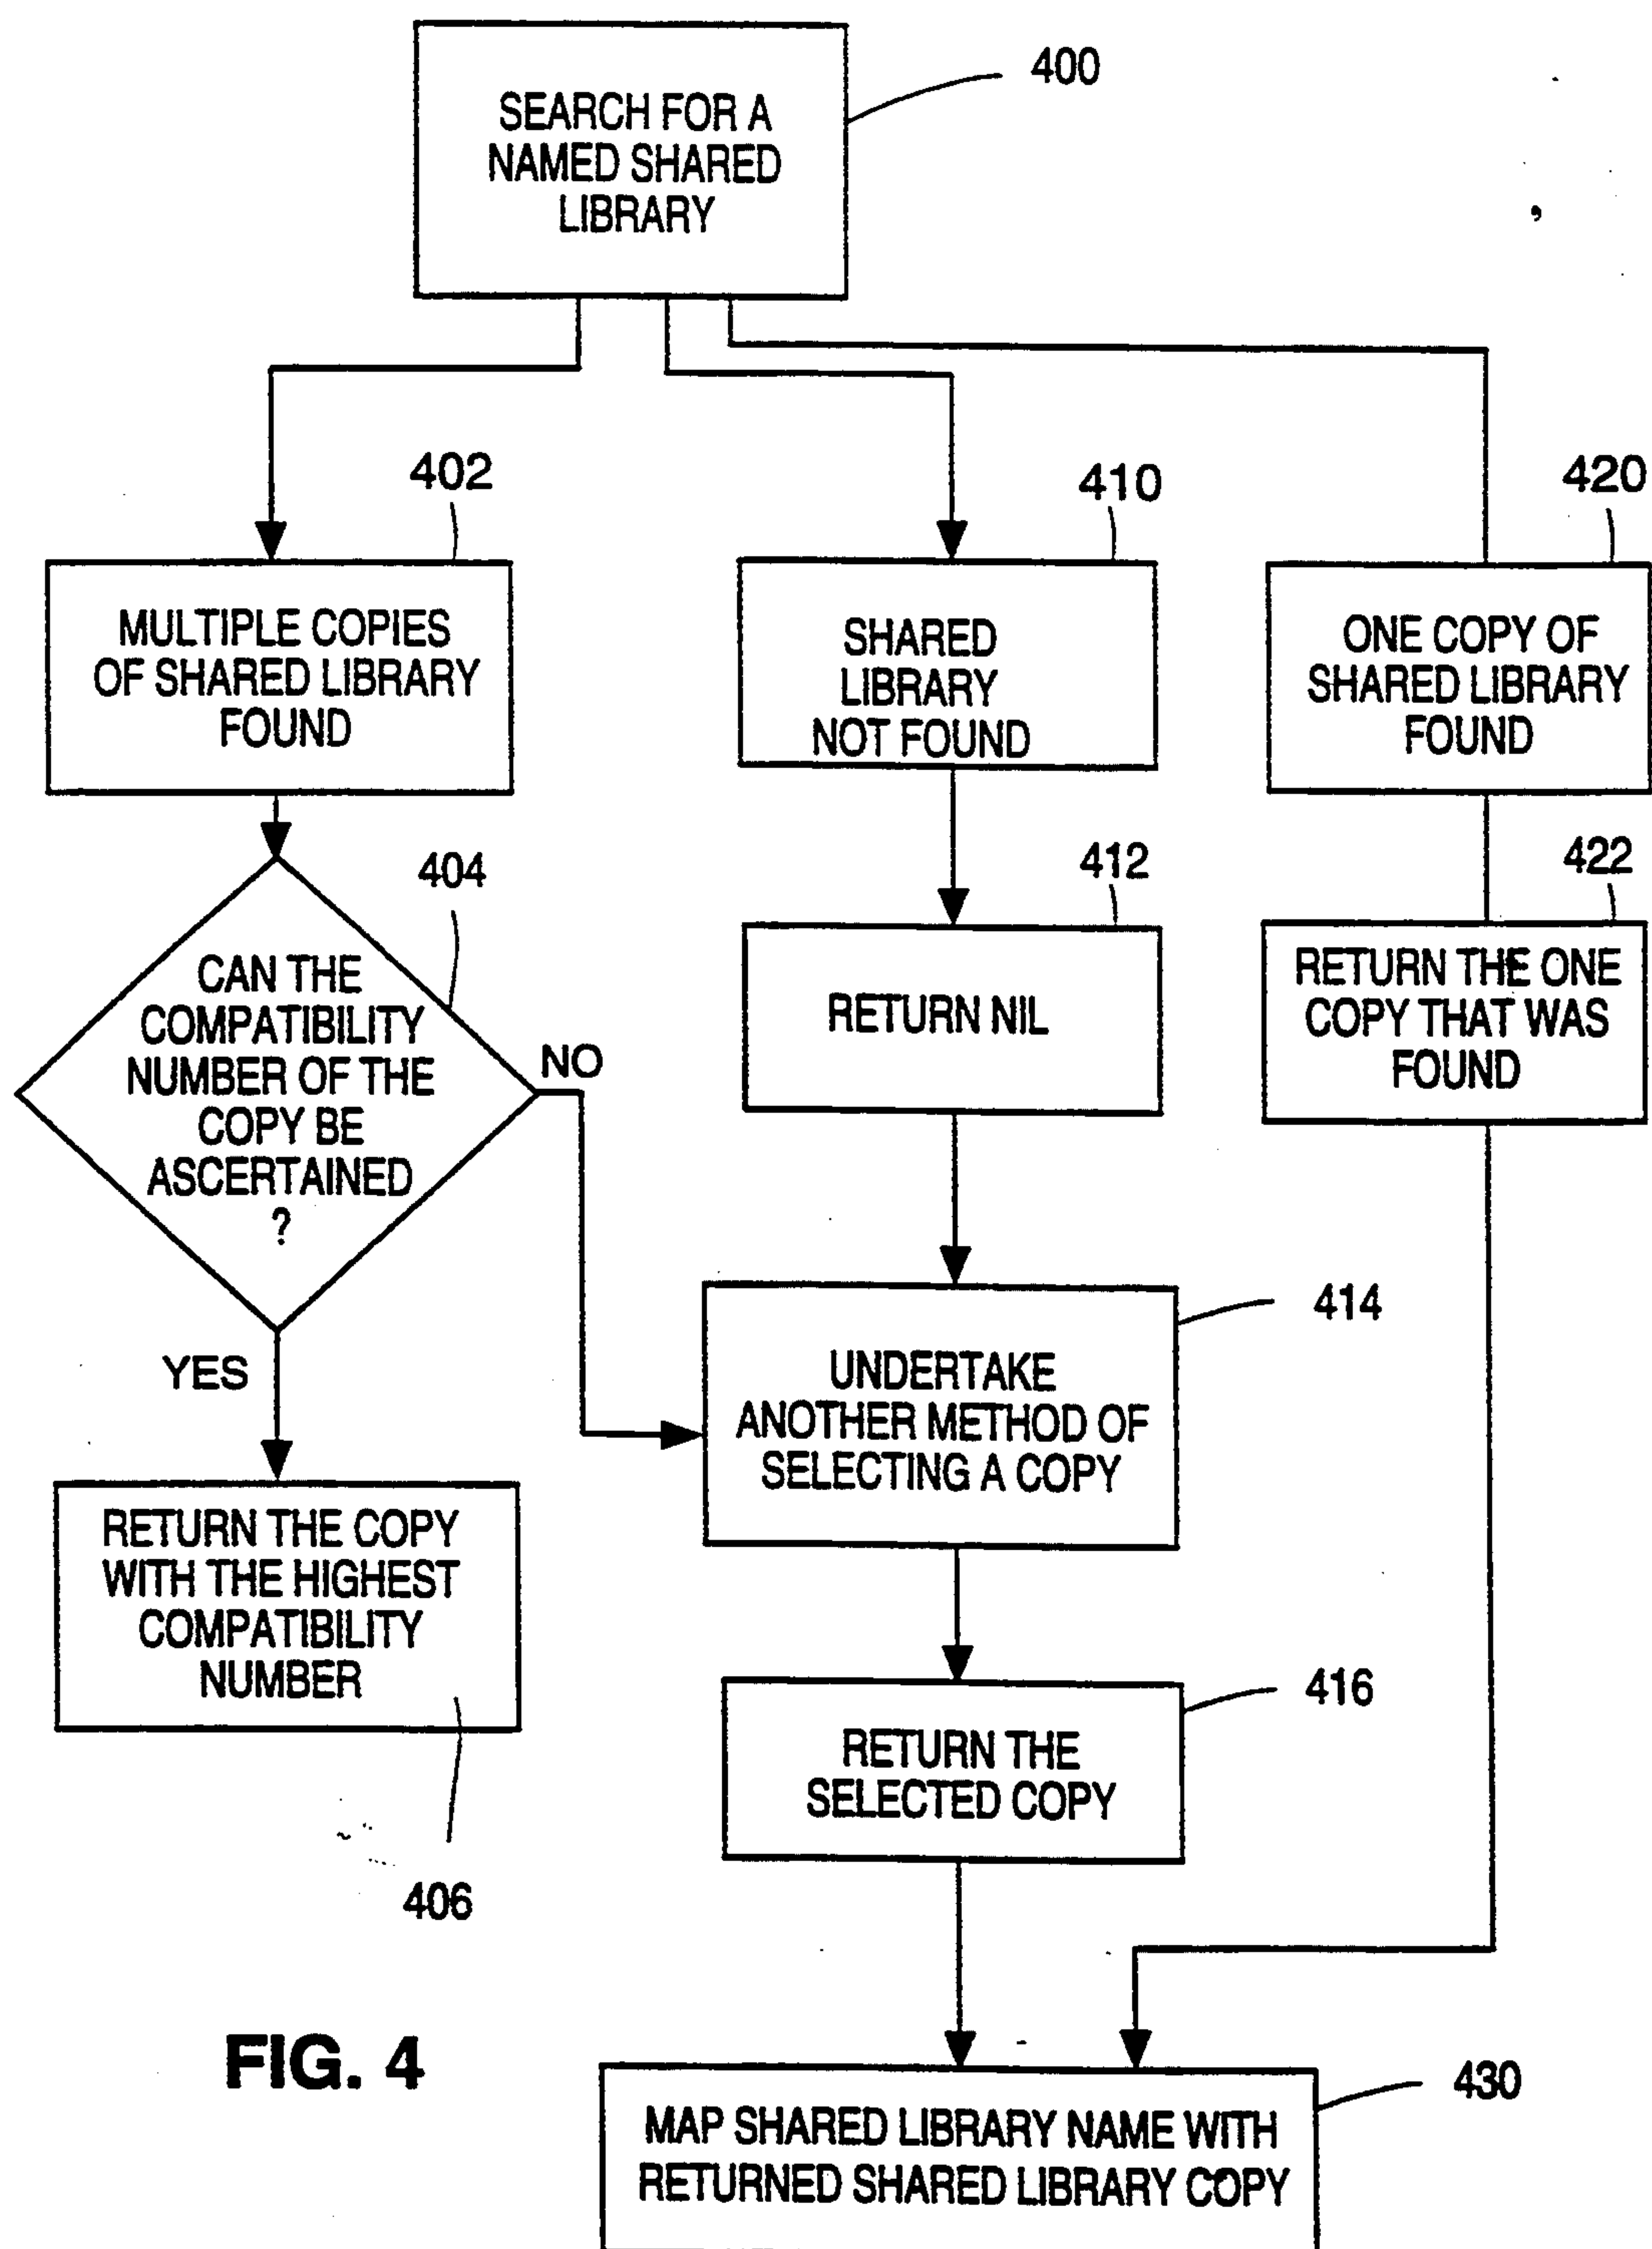 400
SEARCH FOR A
NAMED SHARED
LIBRARY
402
MULTIPLE COPIES
OF SHARED LIBRARY
FOUND
410
SHARED
LIBRARY
NOT FOUND
420
ONE COPY OF
SHARED LIBRARY
FOUND
404
CAN THE
COMPATIBILITY
NUMBER OF THE
COPY BE
ASCERTAINED
?
NO
YES
412
RETURN NIL
422
RETURN THE ONE
COPY THAT WAS
FOUND
414
UNDERTAKE
ANOTHER METHOD OF
SELECTING A COPY
RETURN THE COPY
WITH THE HIGHEST
COMPATIBILITY
NUMBER
406
416
RETURN THE
SELECTED COPY
FIG. 4
430
MAP SHARED LIBRARY NAME WITH
RETURNED SHARED LIBRARY COPY